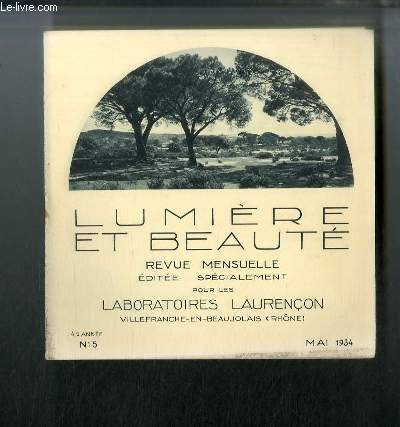 Le-livre.com
LUMIÈRE
ET BEAUTÉ
REVUE MENSUELLE
ÉDITÉE SPÉCIALEMENT
POUR LES
LABORATOIRES LAURENÇON
VILLEFRANCHE-EN-BEAUJOLAIS (RHÔNE)
ANNÉE
N° 5 MAI 1934